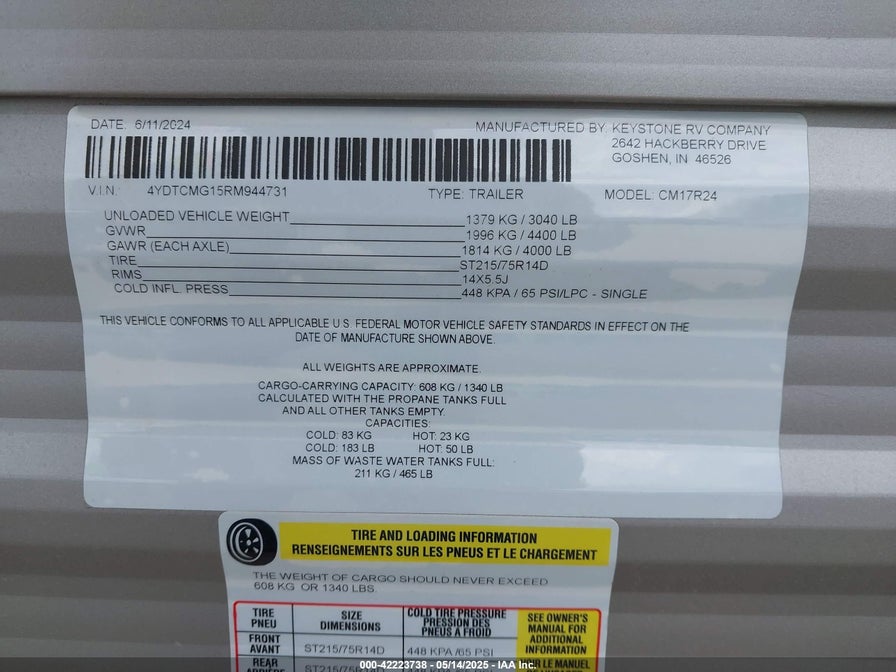 DATE: 6/11/2024 MANUFACTURED BY: KEYSTONE RV COMPANY
2642 HACKBERRY DRIVE
GOSHEN, IN 46526
V.I.N. 4YDTCMG15RM944731 TYPE: TRAILER MODEL: CM17R24
UNLOADED VEHICLE WEIGHT 1379 KG / 3040 LB
GVWR 1996 KG / 4400 LB
GAWR (EACH AXLE) 1814 KG / 4000 LB
TIRE ST215/75R14D
RIMS 14X5.5J
COLD INFL. PRESS 448 KPA / 65 PSI/LPC - SINGLE
THIS VEHICLE CONFORMS TO ALL APPLICABLE U.S. FEDERAL MOTOR VEHICLE SAFETY STANDARDS IN EFFECT ON THE
DATE OF MANUFACTURE SHOWN ABOVE.
ALL WEIGHTS ARE APPROXIMATE.
CARGO-CARRYING CAPACITY: 608 KG / 1340 LB
CALCULATED WITH THE PROPANE TANKS FULL
AND ALL OTHER TANKS EMPTY.
CAPACITIES:
COLD: 83 KG HOT: 23 KG
COLD: 183 LB HOT: 50 LB
MASS OF WASTE WATER TANKS FULL:
211 KG / 465 LB
TIRE AND LOADING INFORMATION
RENSEIGNEMENTS SUR LES PNEUS ET LE CHARGEMENT
THE WEIGHT OF CARGO SHOULD NEVER EXCEED
608 KG OR 1340 LBS.
TIRE
PNEU
SIZE
DIMENSIONS
COLD TIRE PRESSURE
PRESSION DES
PNEUS A FROID
SEE OWNER'S
MANUAL FOR
ADDITIONAL
INFORMATION
FRONT
AVANT
ST215/75R14D 448 KPA /65 PSI
REAR
ST215/75R14D
LE MANUEL
000-42223738 - 05/14/2025 - IAA Inc.